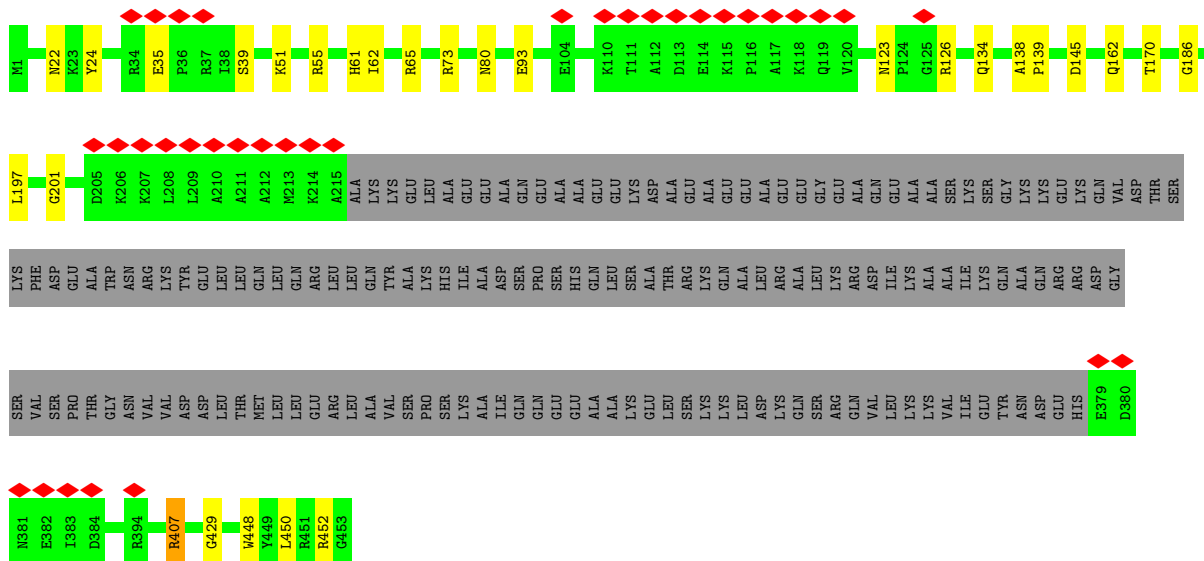 M1 N22 K23 Y24 R34 E35 P36 R37 I38 S39 K51 R55 H61 I62 R65 R73 N80 E93 E104 K110 T111 A112 D113 E114 K115 P116 A117 K118 Q119 V120 N123 P124 G125 R126 Q134 A138 P139 D145 Q162 T170 G186
L197 G201 D205 K206 K207 L208 L209 A210 A211 A212 M213 K214 A215 ALA LYS LYS GLU LEU ALA GLU GLU ALA GLN GLU ALA ALA GLU GLU LYS ASP ALA GLU ALA GLU GLU ALA GLU GLU GLY GLU ALA GLN GLU ALA ALA SER LYS SER GLY LYS LYS GLU LYS GLN VAL ASP THR SER
LYS PHE ASP GLU ALA TRP ASN ARG LYS TYR GLU LEU LEU GLN LEU GLN ARG LEU LEU GLN TYR ALA LYS HIS ILE ALA ASP SER PRO SER HIS GLN LEU SER ALA THR ARG LYS GLN ALA LEU ARG ALA LEU LYS ARG ASP ILE LYS ALA ALA ILE LYS GLN ALA GLN ARG ARG ASP GLY
SER VAL SER PRO THR GLY ASN VAL VAL ASP ASP LEU THR MET LEU LEU GLU ARG LEU ALA VAL SER PRO SER LYS ALA ILE GLN GLN GLU GLU ALA ALA LYS GLU LEU SER LYS LYS LEU ASP LYS GLN SER ARG GLN VAL LEU LYS LYS VAL ILE GLU TYR ASN ASP GLU HIS E379 D380
N381 E382 I383 D384 R394 R407 G429 W448 Y449 L450 R451 R452 G453